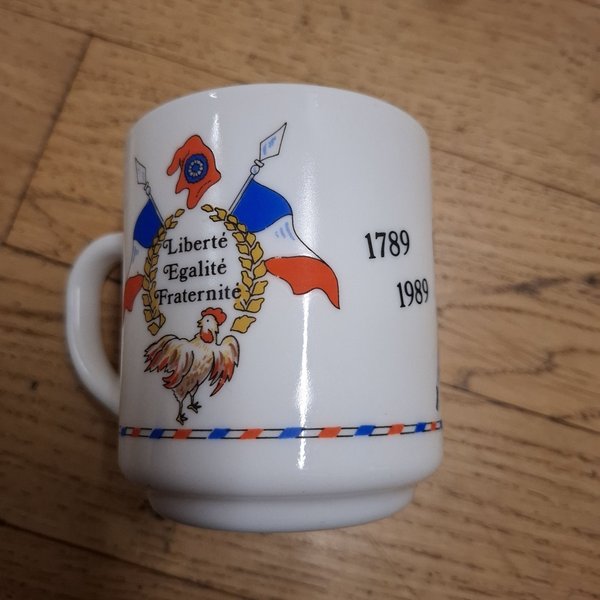 Liberté
Egalité
Fraternité
1789
1989